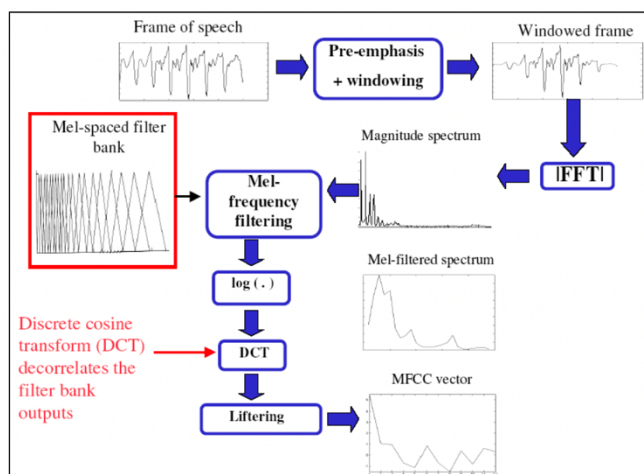 Frame of speech
Pre-emphasis
+ windowing
Windowed frame
Mel-spaced filter
bank
Magnitude spectrum
|FFT|
Mel-
frequency
filtering
Mel-filtered spectrum
log ( . )
Discrete cosine
transform (DCT)
decorrelates the
filter bank
outputs
DCT
MFCC vector
Liftering